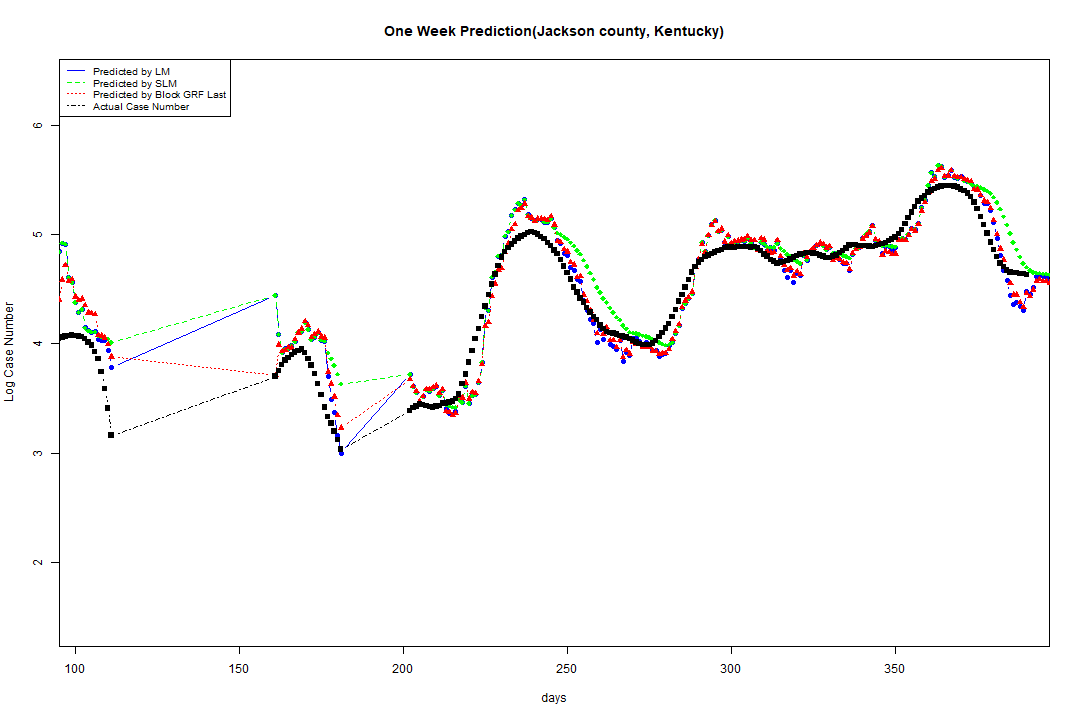 One Week Prediction(Jackson county, Kentucky)
Predicted by LM
Predicted by SLM
Predicted by Block GRF Last
Actual Case Number
Log Case Number
6
5
4
3
2
100 150 200 250 300 350
days